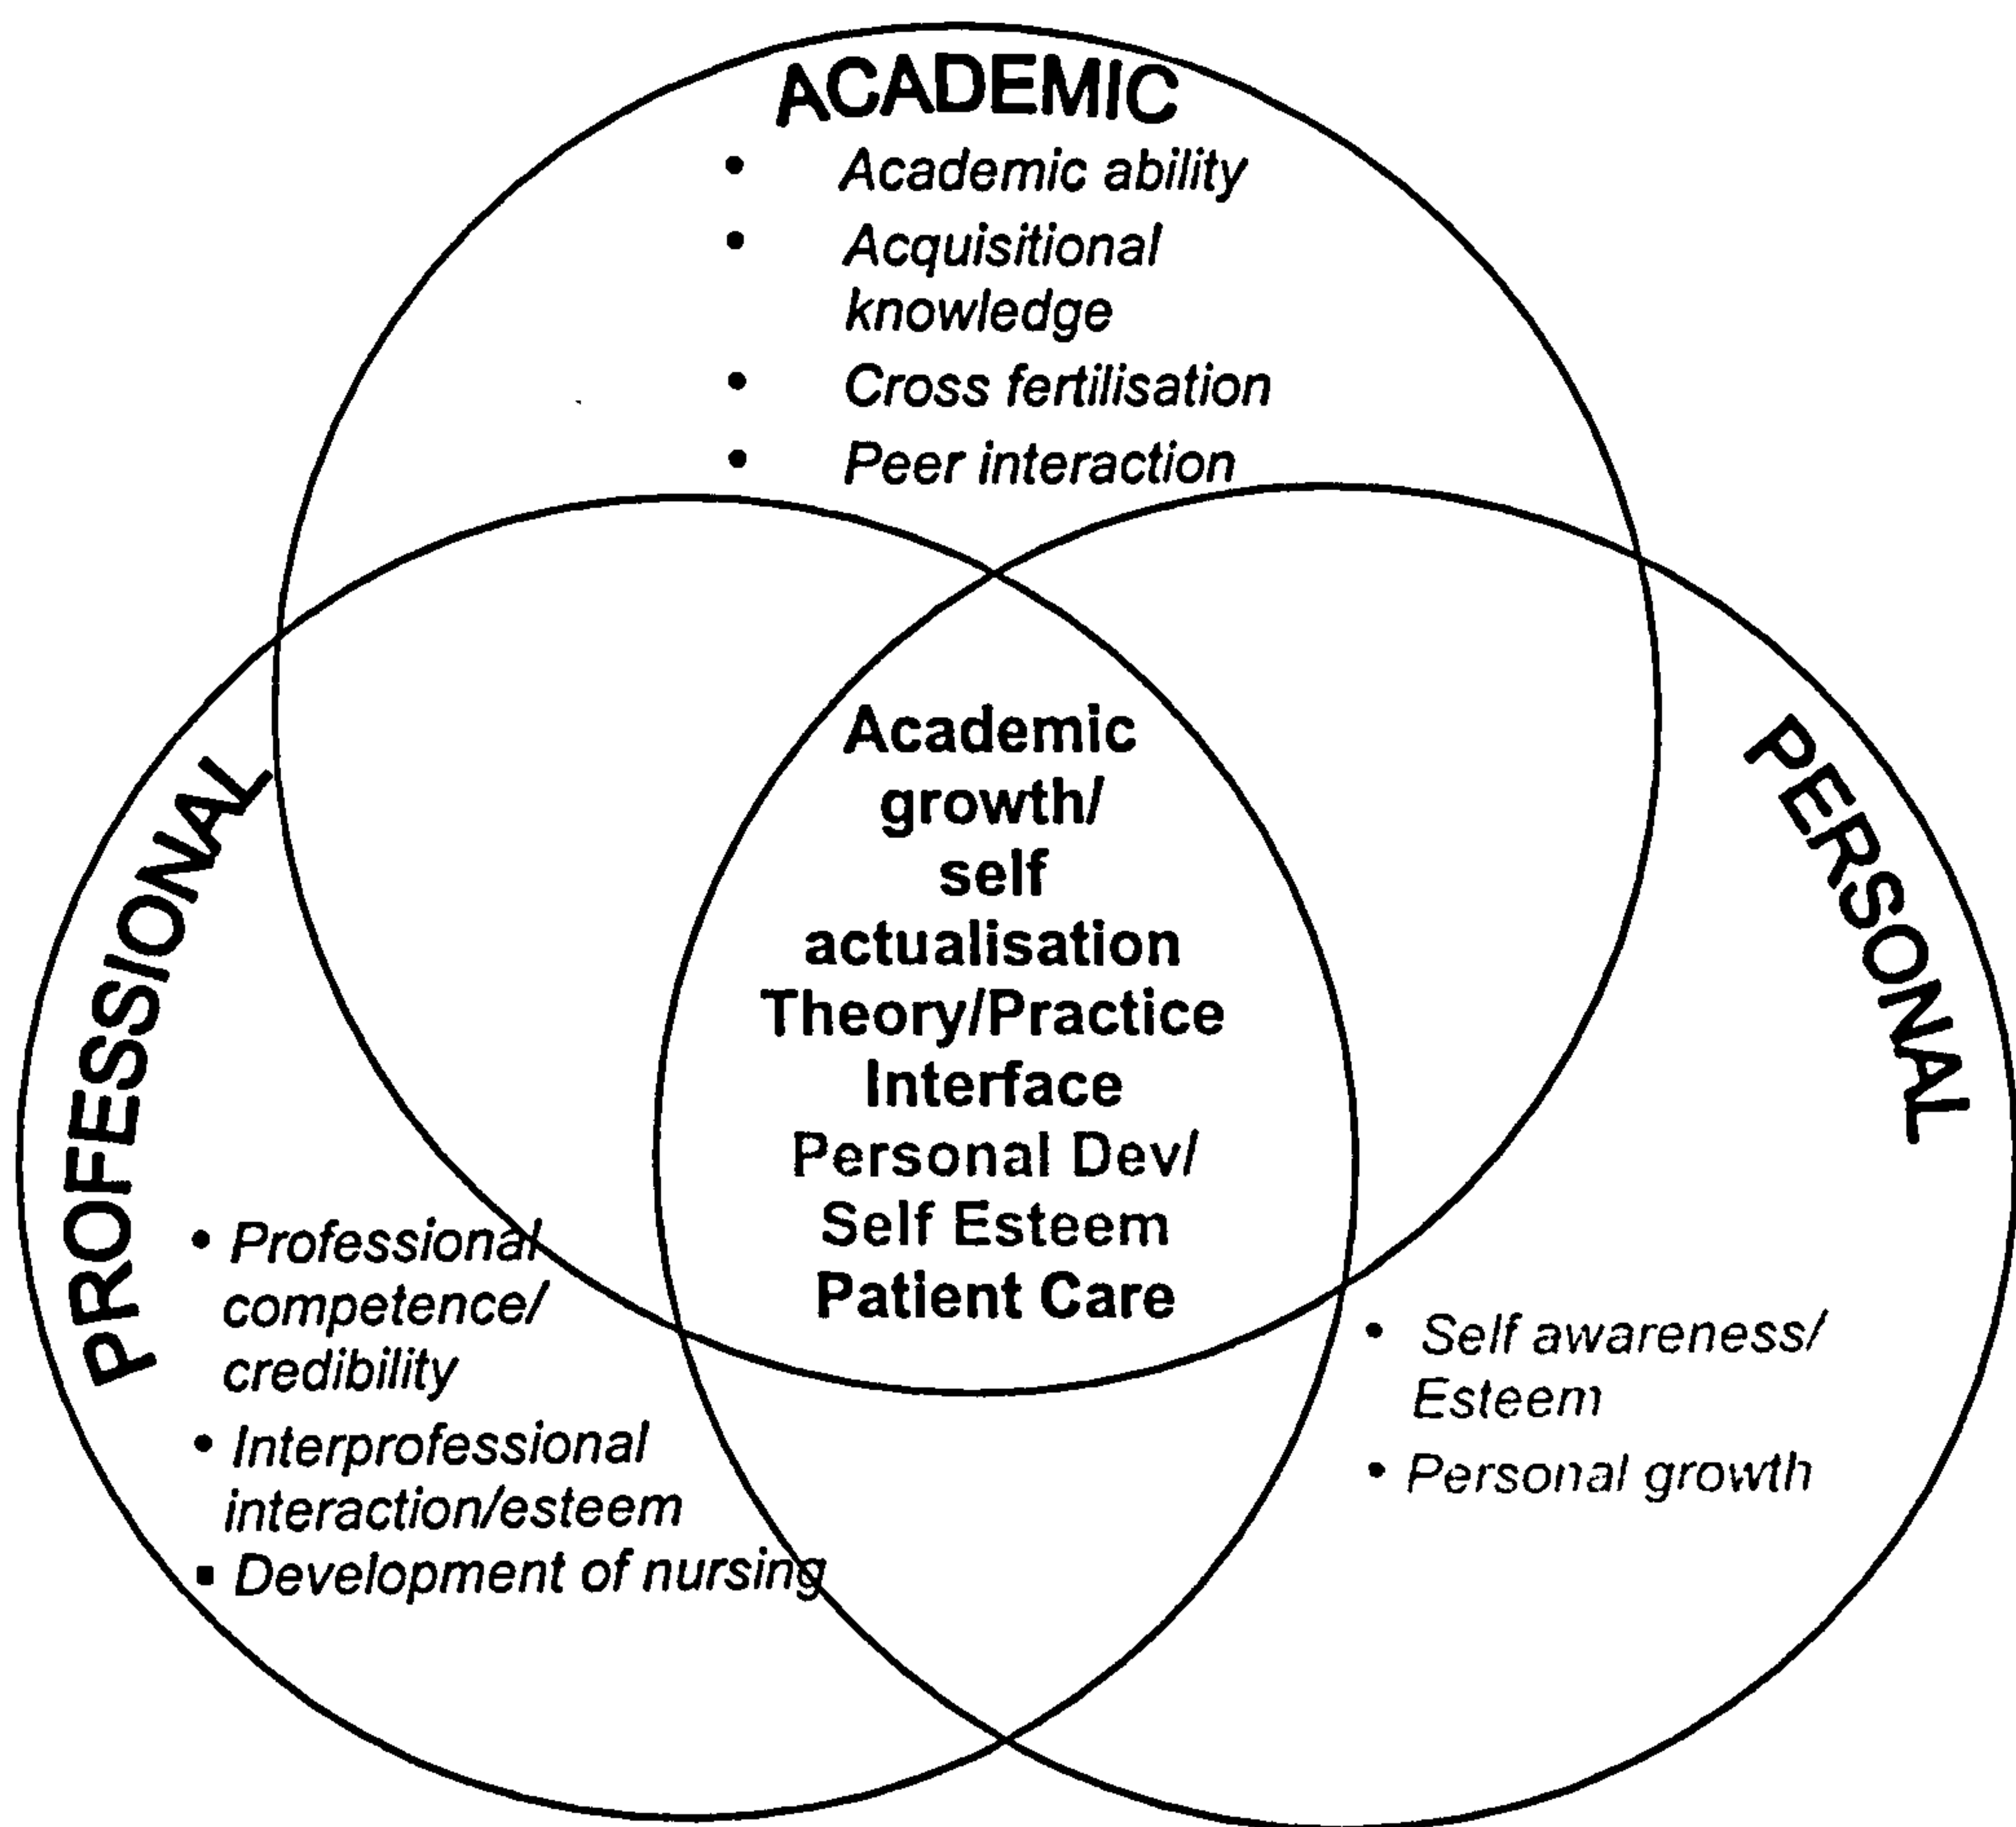 ACADEMIC
• Academic ability
• Acquisitional
knowledge
• Cross fertilisation
• Peer interaction
PROFESSIONAL
• Professional
competence/
credibility
• Interprofessional
interaction/esteem
▪ Development of nursing
Academic
growth/
self
actualisation
Theory/Practice
Interface
Personal Dev/
Self Esteem
Patient Care
PERSONAL
• Self awareness/
Esteem
• Personal growth